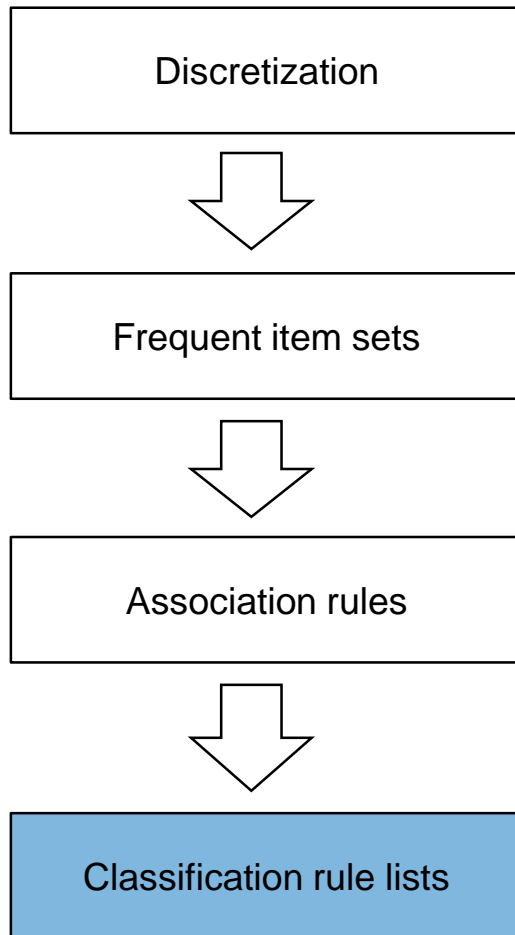 Discretization
Frequent item sets
Association rules
Classification rule lists